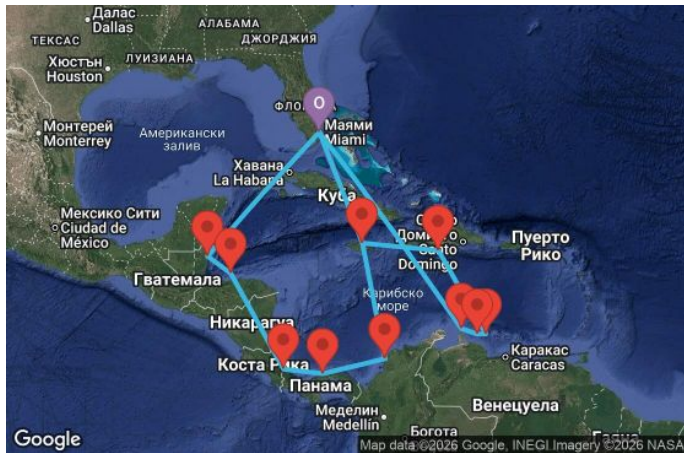 Далас
Dallas
АЛАБАМА
ТЕКСАС
ДЖОРДЖИЯ
Хюстън
Houston
ЛУИЗИАНА
O
Монтерей
Monterrey
Американски
залив
Маями
Miami
Хавана
La Habana
Куба
Мексико Сити
Ciudad de
México
Пуерто
Рико
Santo
Domingo
Гватемала
Карибско
море
Никарагуа
Коста Рика
Панама
Каракас
Caracas
Меделин
Medellín
Венецуела
Богота
Google
Map data ©2026 Google, INEGI Imagery ©2026 NASA